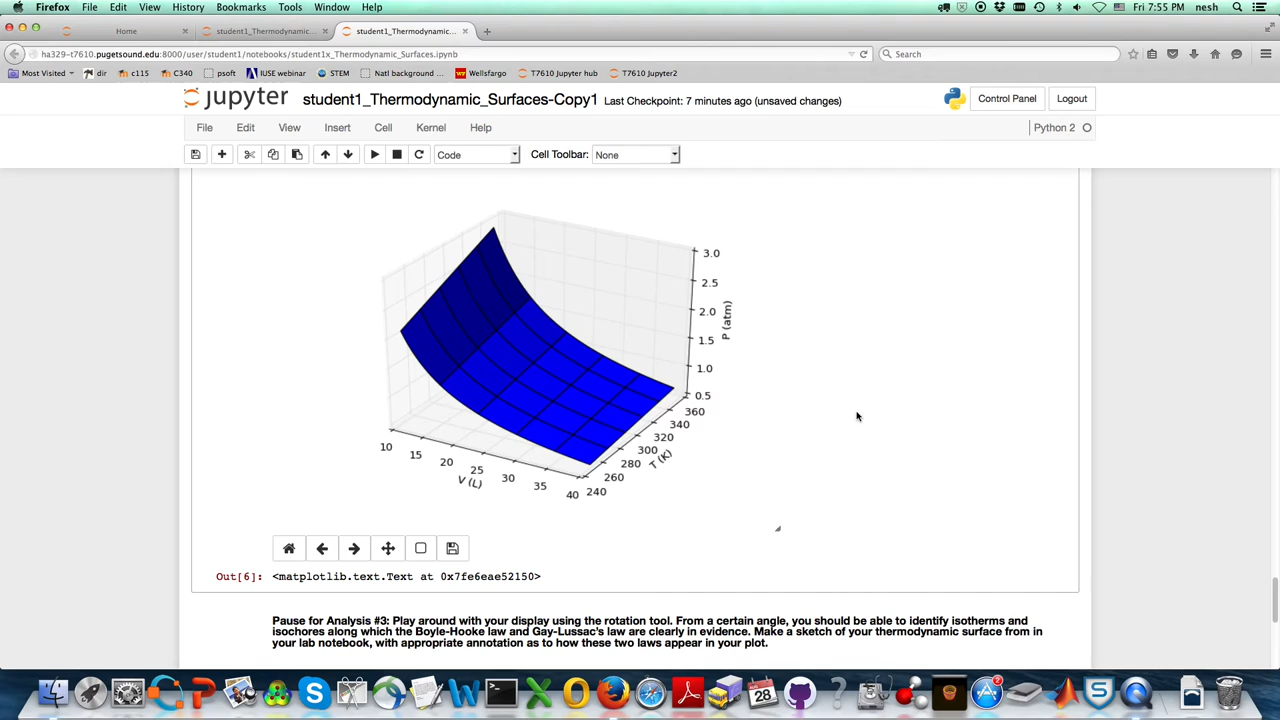 Firefox File Edit View History Bookmarks Tools Window Help Fri 7:55 PM nesh
Home × student1_Thermodynamic... × student1_Thermodynamic... × +
ha329-t7610.pugetsound.edu:8000/user/student1/notebooks/student1x_Thermodynamic_Surfaces.ipynb Search
Most Visited dir c115 C340 psoft IUSE webinar STEM Natl background ... Wellsfargo T7610 Jupyter hub T7610 Jupyter2
jupyter student1_Thermodynamic_Surfaces-Copy1 Last Checkpoint: 7 minutes ago (unsaved changes) Control Panel Logout
File Edit View Insert Cell Kernel Help Python 2
Code Cell Toolbar: None
3.0
2.5
2.0
1.5
1.0
0.5
P (atm)
360
340
320
300
280
260
240
T (K)
10
15
20
25
30
35
40
V (L)
Out[6]: <matplotlib.text.Text at 0x7fe6eae52150>
Pause for Analysis #3: Play around with your display using the rotation tool. From a certain angle, you should be able to identify isotherms and
isochores along which the Boyle-Hooke law and Gay-Lussac's law are clearly in evidence. Make a sketch of your thermodynamic surface from in
your lab notebook, with appropriate annotation as to how these two laws appear in your plot.
28
2